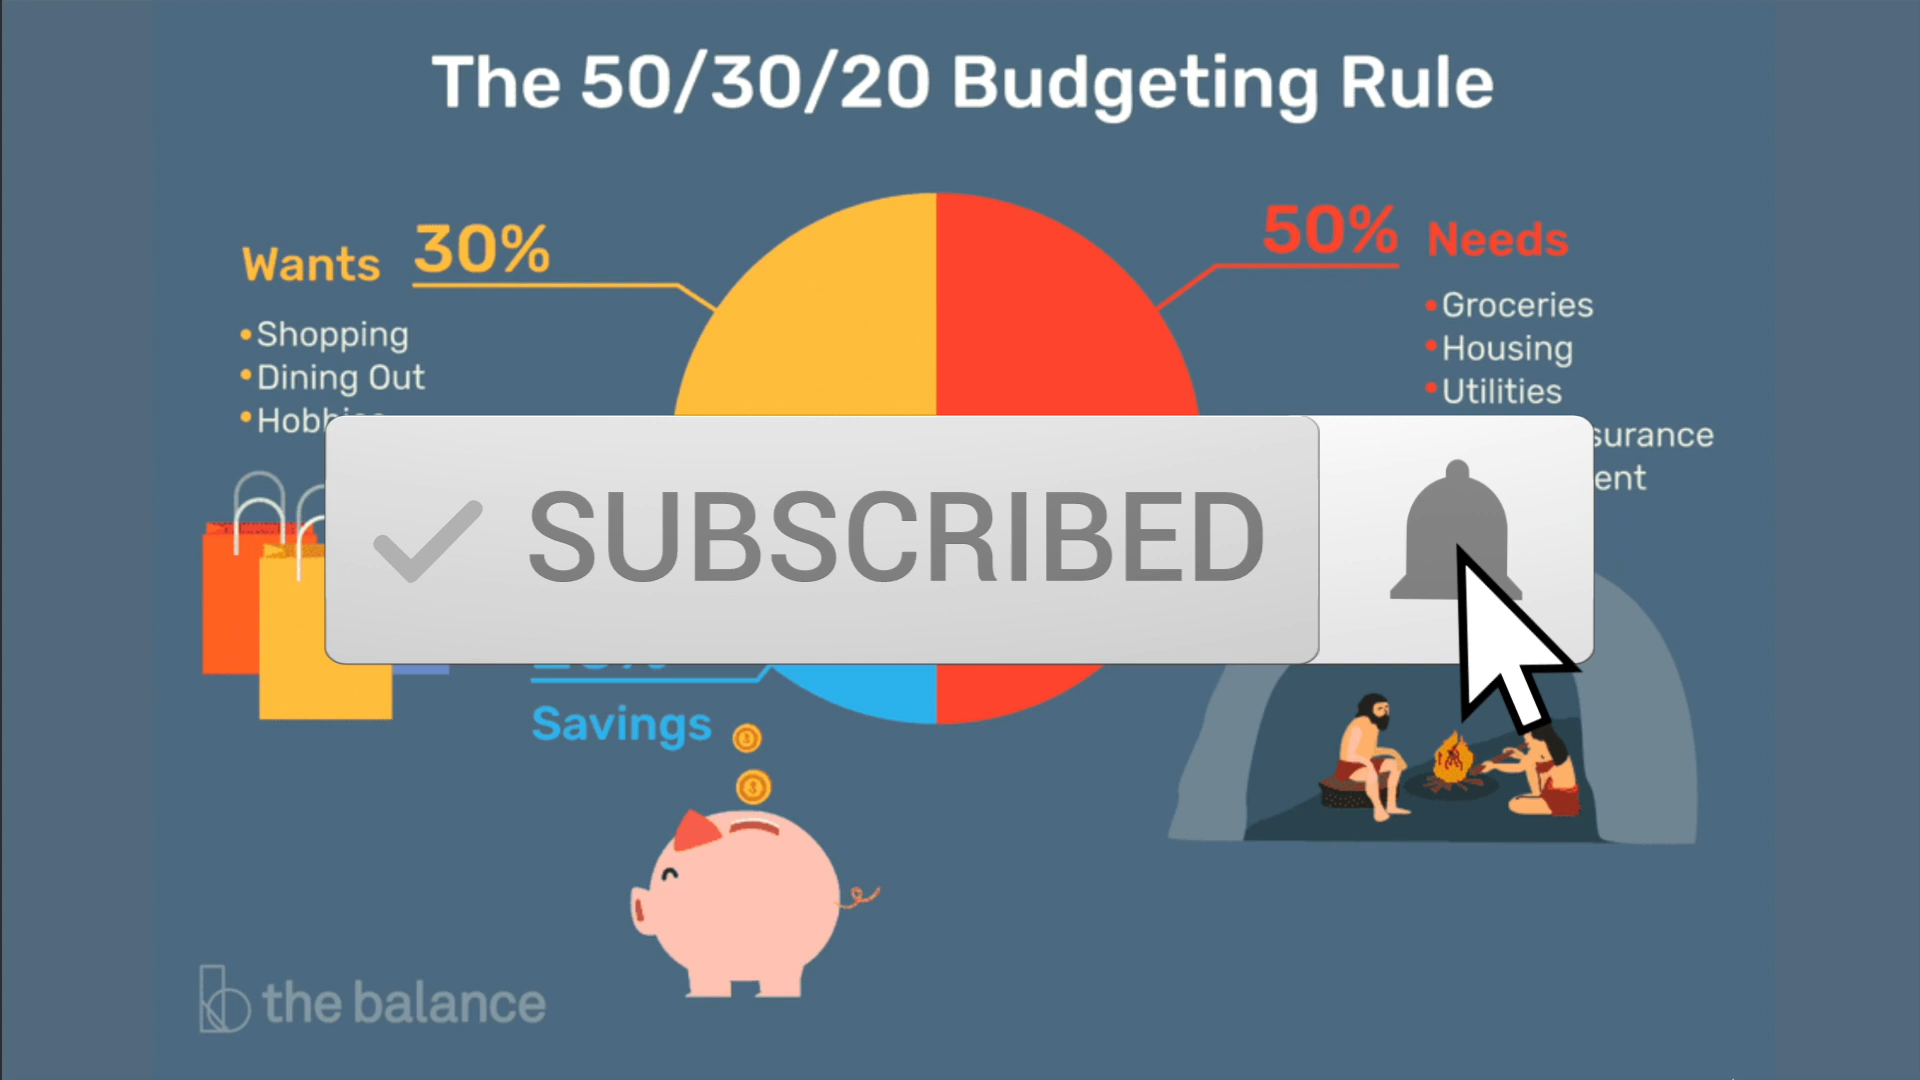 The 50/30/20 Budgeting Rule
Wants 30%
Shopping
Dining Out
50% Needs
Groceries
Housing
Utilities
SUBSCRIBED
Savings
the balance